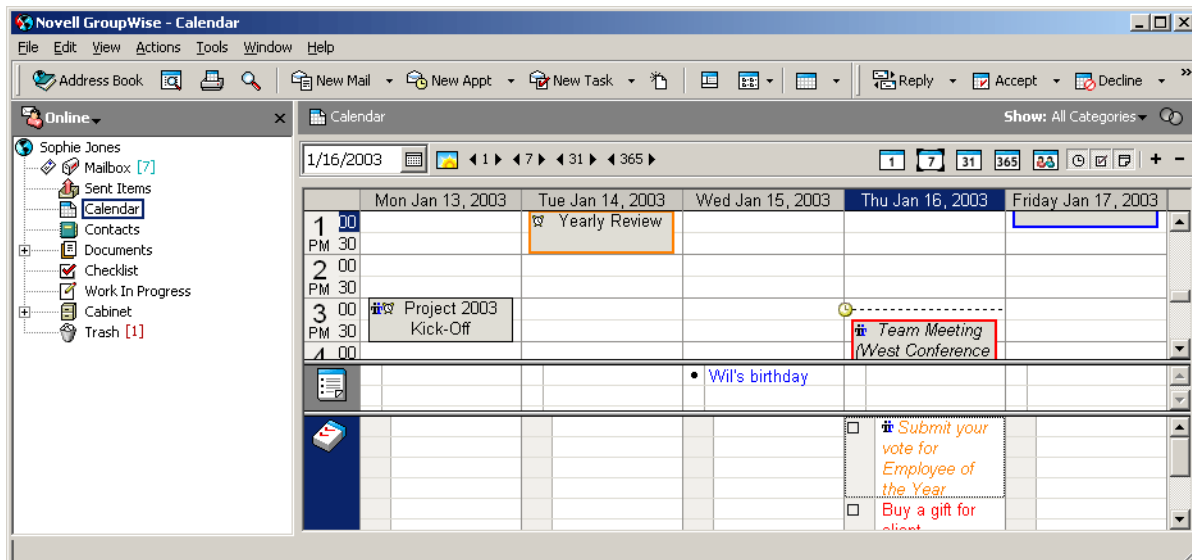 Novell GroupWise - Calendar
File Edit View Actions Tools Window Help
Address Book New Mail New Appt New Task Reply Accept Decline »
Online
Calendar Show: All Categories
Sophie Jones
Mailbox [7]
Sent Items
Calendar
Contacts
Documents
Checklist
Work In Progress
Cabinet
Trash [1]
1/16/2003 1 7 31 365 1 7 31 365 + -
Mon Jan 13, 2003 Tue Jan 14, 2003 Wed Jan 15, 2003 Thu Jan 16, 2003 Friday Jan 17, 2003
1 00 Yearly Review
PM 30
2 00
PM 30
3 00 Project 2003
PM 30 Kick-Off Team Meeting
4 00 (West Conference
Wil's birthday
Submit your
vote for
Employee of
the Year
Buy a gift for
client